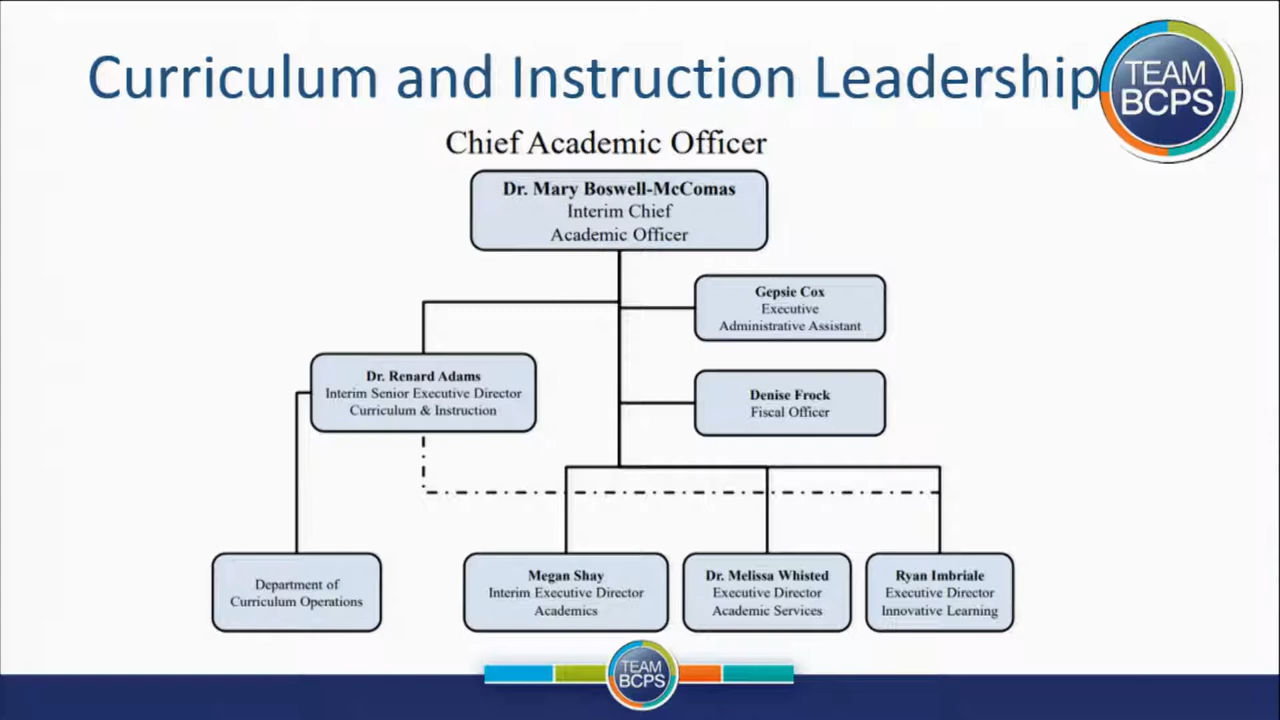 Curriculum and Instruction Leadership
TEAM
BCPS
Chief Academic Officer
Dr. Mary Boswell-McComas
Interim Chief
Academic Officer
Gepsie Cox
Executive
Administrative Assistant
Dr. Renard Adams
Interim Senior Executive Director
Curriculum & Instruction
Denise Frock
Fiscal Officer
Department of
Curriculum Operations
Megan Shay
Interim Executive Director
Academics
Dr. Melissa Whisted
Executive Director
Academic Services
Ryan Imbriale
Executive Director
Innovative Learning
TEAM
BCPS